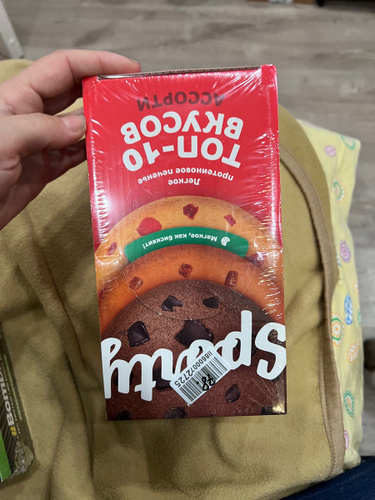 Sporty
Мягкое, как бисквит!
Легкое
протеиновое печенье
ТОП-10
ВКУСОВ
АССОРТИ